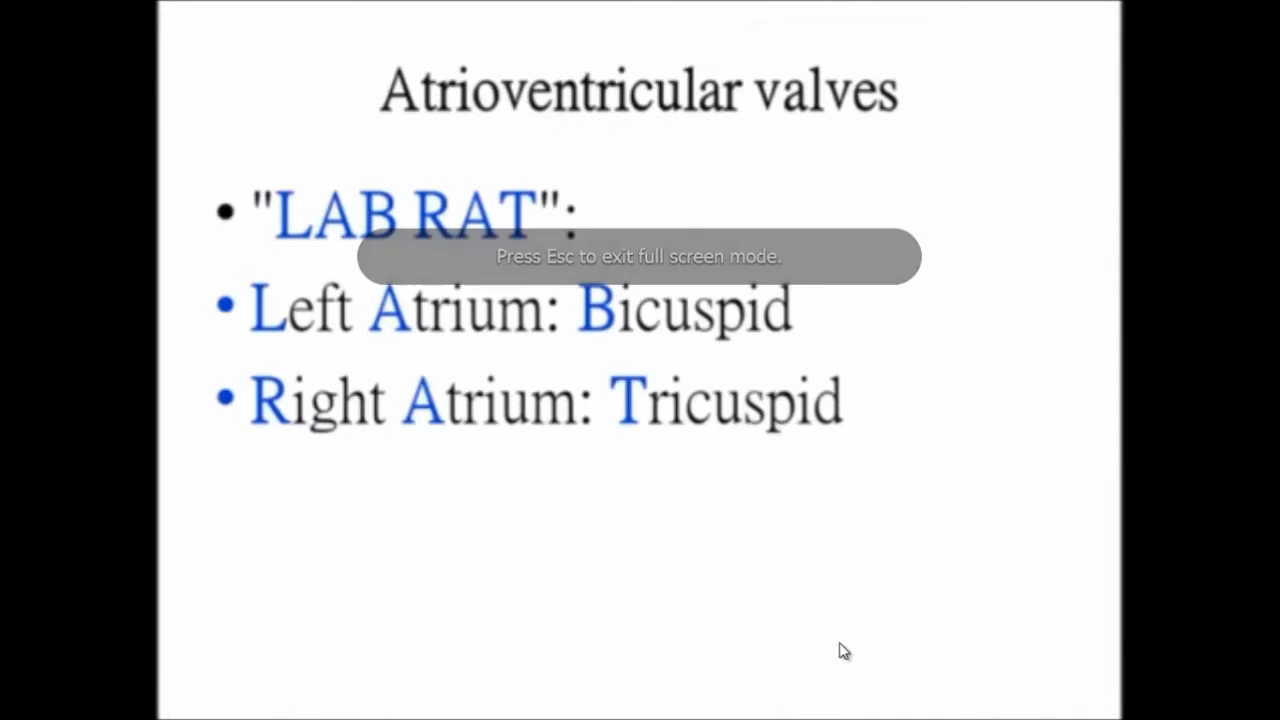 Atrioventricular valves
• "LAB RAT":
Press Esc to exit full screen mode.
• Left Atrium: Bicuspid
• Right Atrium: Tricuspid